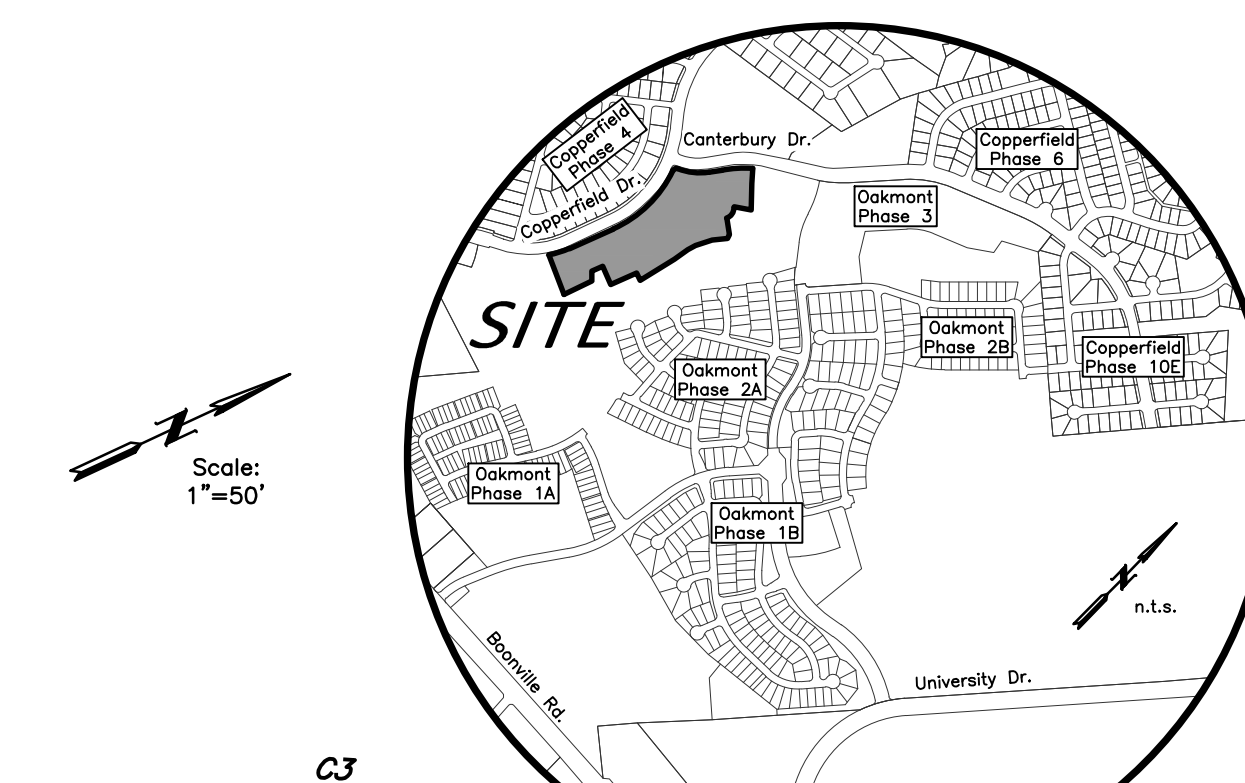 Copperfield
Phase 4
Canterbury Dr.
Copperfield
Phase 6
Copperfield Dr.
Oakmont
Phase 3
SITE
Oakmont
Phase 2B
Copperfield
Phase 10E
Oakmont
Phase 2A
N
Scale:
1"=50'
Oakmont
Phase 1A
Oakmont
Phase 1B
N
n.t.s.
Boonville Rd.
University Dr.
C3